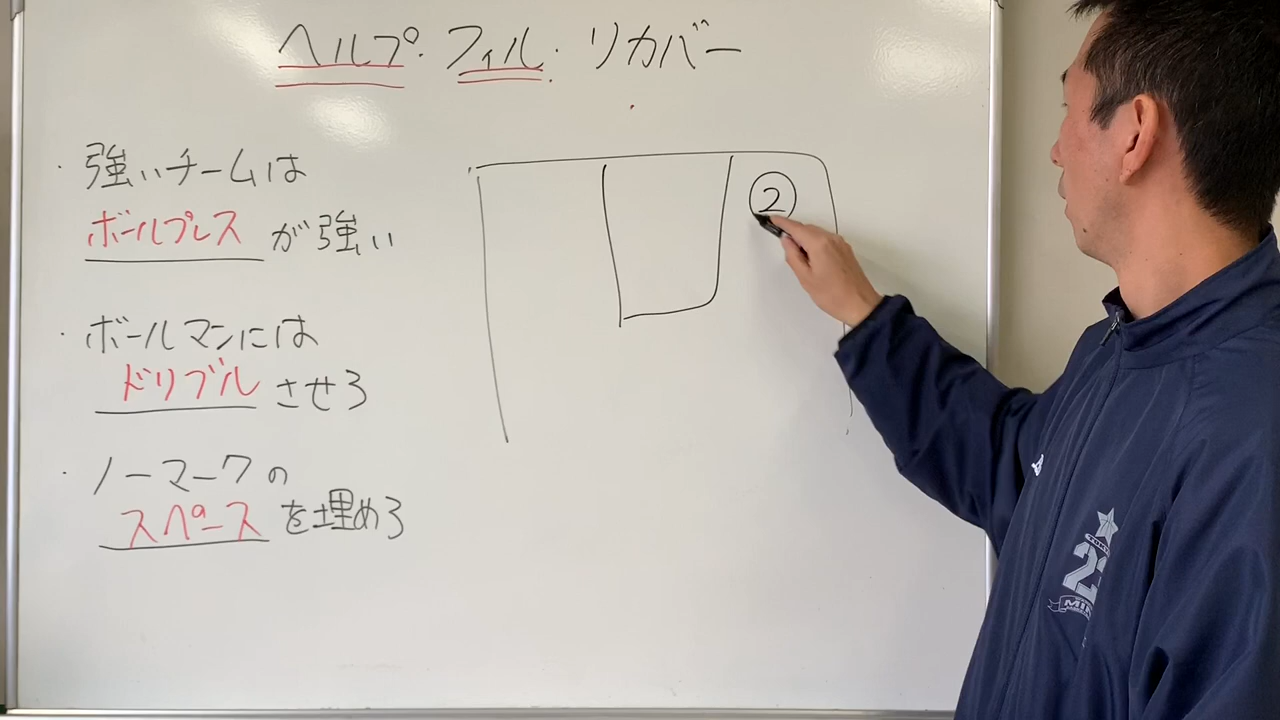 ヘルプ・フィル・リカバー
・強いチームは
ボールプレス が強い
・ボールマンには
ドリブル させろ
・ノーマークの
スペース を埋めろ
②